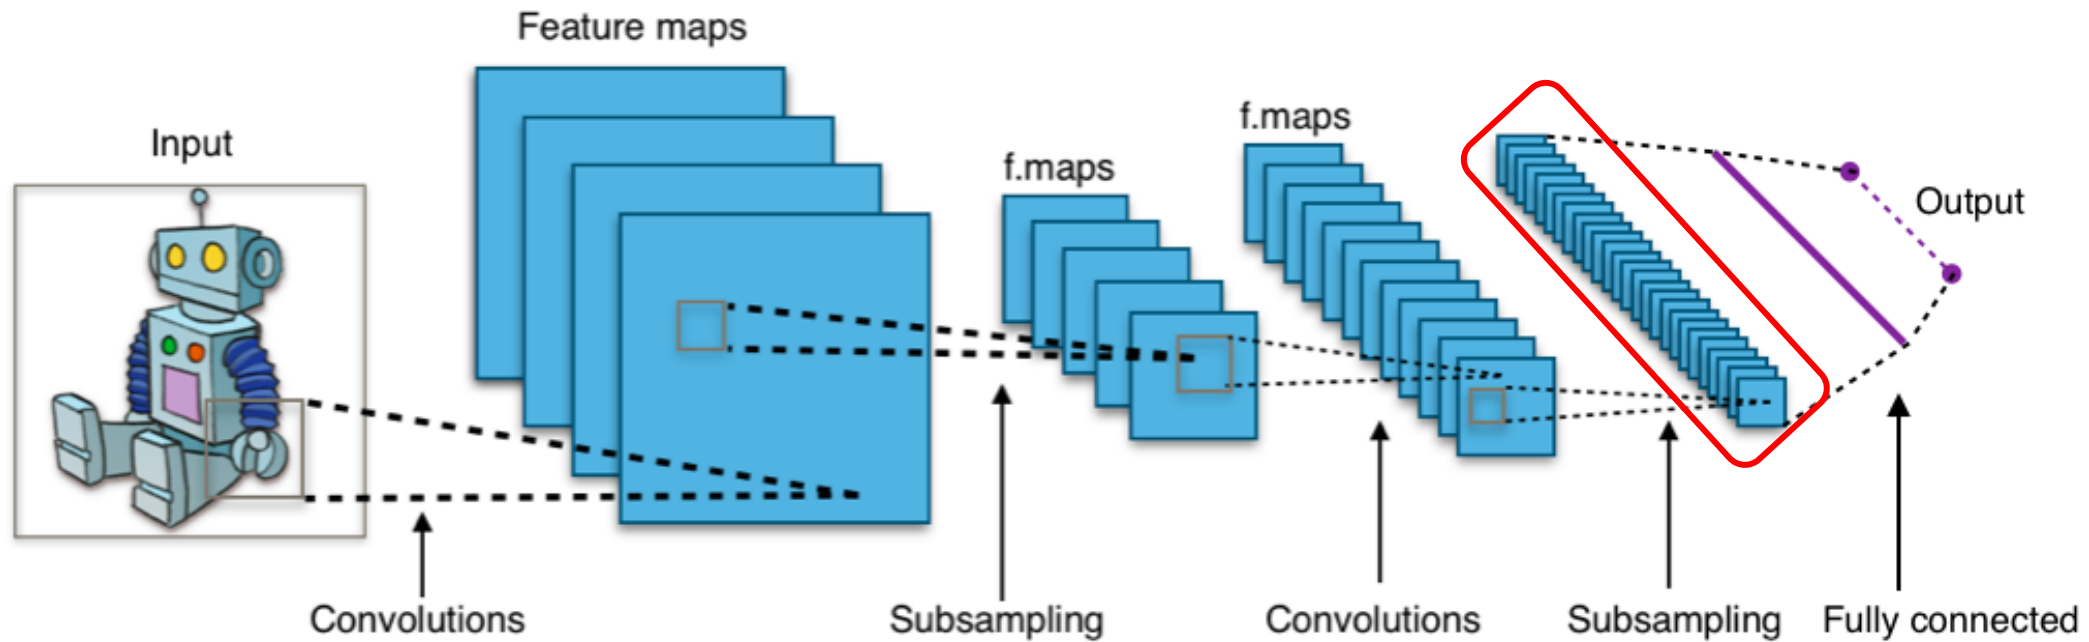 Feature maps
f.maps
Input
f.maps
Output
Convolutions
Subsampling
Convolutions
Subsampling
Fully connected